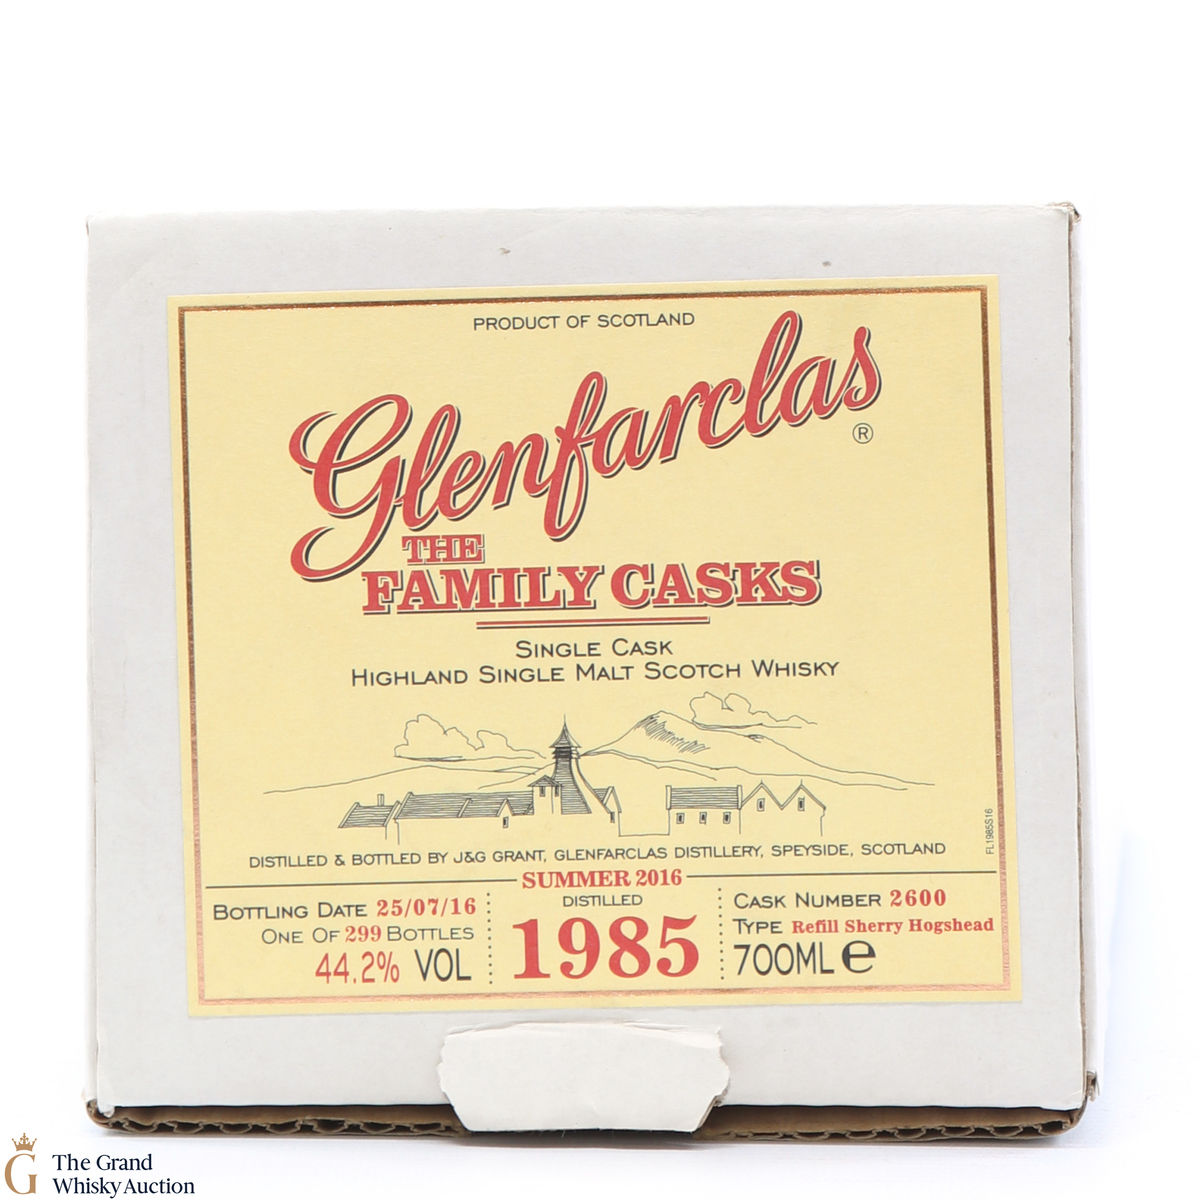 PRODUCT OF SCOTLAND
Glenfarclas ®
THE
FAMILY CASKS
SINGLE CASK
HIGHLAND SINGLE MALT SCOTCH WHISKY
FL1985S16
DISTILLED & BOTTLED BY J&G GRANT, GLENFARCLAS DISTILLERY, SPEYSIDE, SCOTLAND
SUMMER 2016
BOTTLING DATE 25/07/16
ONE OF 299 BOTTLES
44.2% VOL
DISTILLED
1985
CASK NUMBER 2600
TYPE Refill Sherry Hogshead
700ML e
G The Grand
Whisky Auction